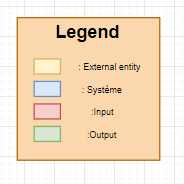 Legend
: External entity
: Système
:Input
:Output